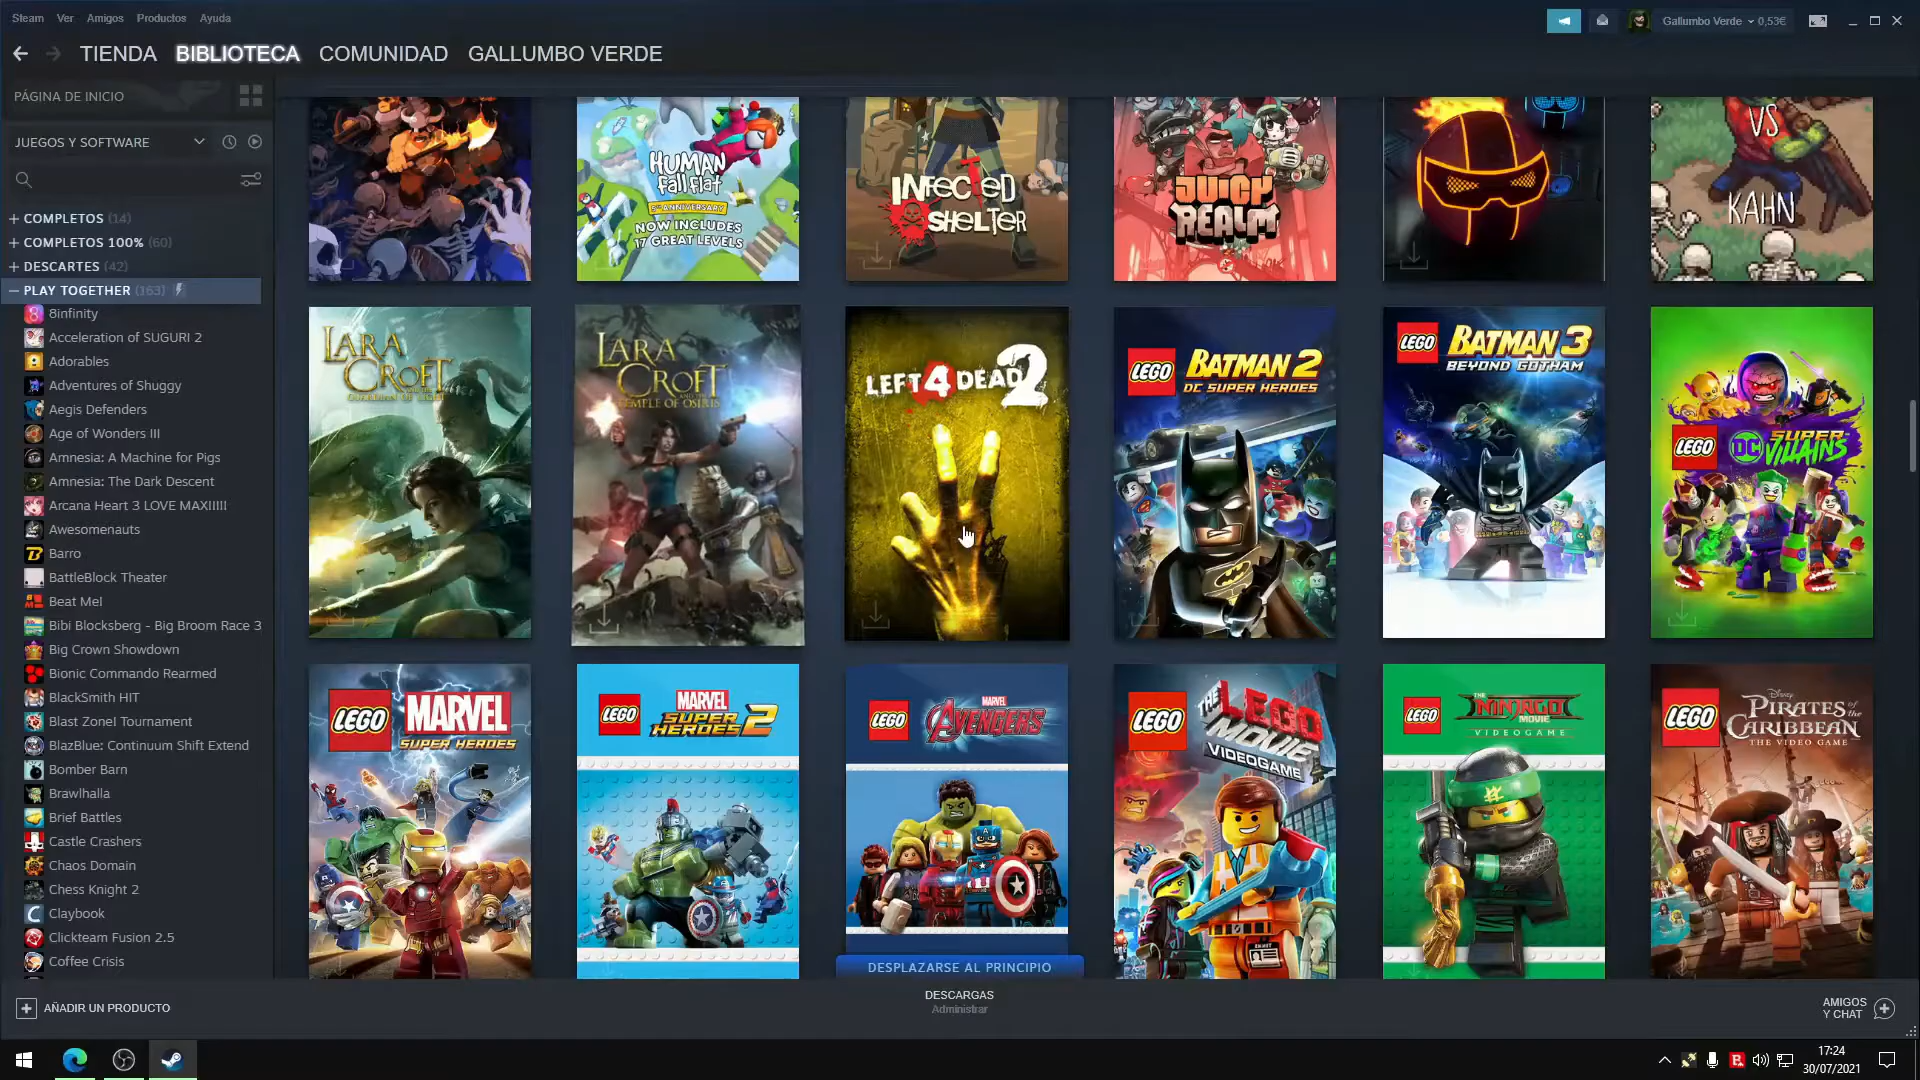 Steam Ver Amigos Productos Ayuda
Gallumbo Verde 0,53€
TIENDA BIBLIOTECA COMUNIDAD GALLUMBO VERDE
PÁGINA DE INICIO
JUEGOS Y SOFTWARE
+ COMPLETOS (14)
+ COMPLETOS 100% (60)
+ DESCARTES (42)
− PLAY TOGETHER (163)
8infinity
Acceleration of SUGURI 2
Adorables
Adventures of Shuggy
Aegis Defenders
Age of Wonders III
Amnesia: A Machine for Pigs
Amnesia: The Dark Descent
Arcana Heart 3 LOVE MAX!!!!!
Awesomenauts
Barro
BattleBlock Theater
Beat Me!
Bibi Blocksberg - Big Broom Race 3
Big Crown Showdown
Bionic Commando Rearmed
BlackSmith HIT
Blast Zone! Tournament
BlazBlue: Continuum Shift Extend
Bomber Barn
Brawlhalla
Brief Battles
Castle Crashers
Chaos Domain
Chess Knight 2
Claybook
Clickteam Fusion 2.5
Coffee Crisis
HUMAN
fall flat
5TH ANNIVERSARY
NOW INCLUDES
17 GREAT LEVELS
INFECTED
SHELTER
JUICY
REALM
VS
KAHN
LARA
CROFT
AND THE
GUARDIAN OF LIGHT
LARA
CROFT
AND THE
TEMPLE OF OSIRIS
LEFT 4 DEAD 2
LEGO BATMAN 2
DC SUPER HEROES
LEGO BATMAN 3
BEYOND GOTHAM
LEGO DC SUPER
VILLAINS
LEGO MARVEL
SUPER HEROES
LEGO MARVEL
SUPER
HEROES 2
LEGO MARVEL
AVENGERS
LEGO THE LEGO
MOVIE
VIDEOGAME
LEGO THE
NINJAGO
MOVIE
VIDEOGAME
LEGO Disney
PIRATES of the
CARIBBEAN
THE VIDEO GAME
DESPLAZARSE AL PRINCIPIO
AÑADIR UN PRODUCTO
DESCARGAS
Administrar
AMIGOS
Y CHAT
17:24
30/07/2021